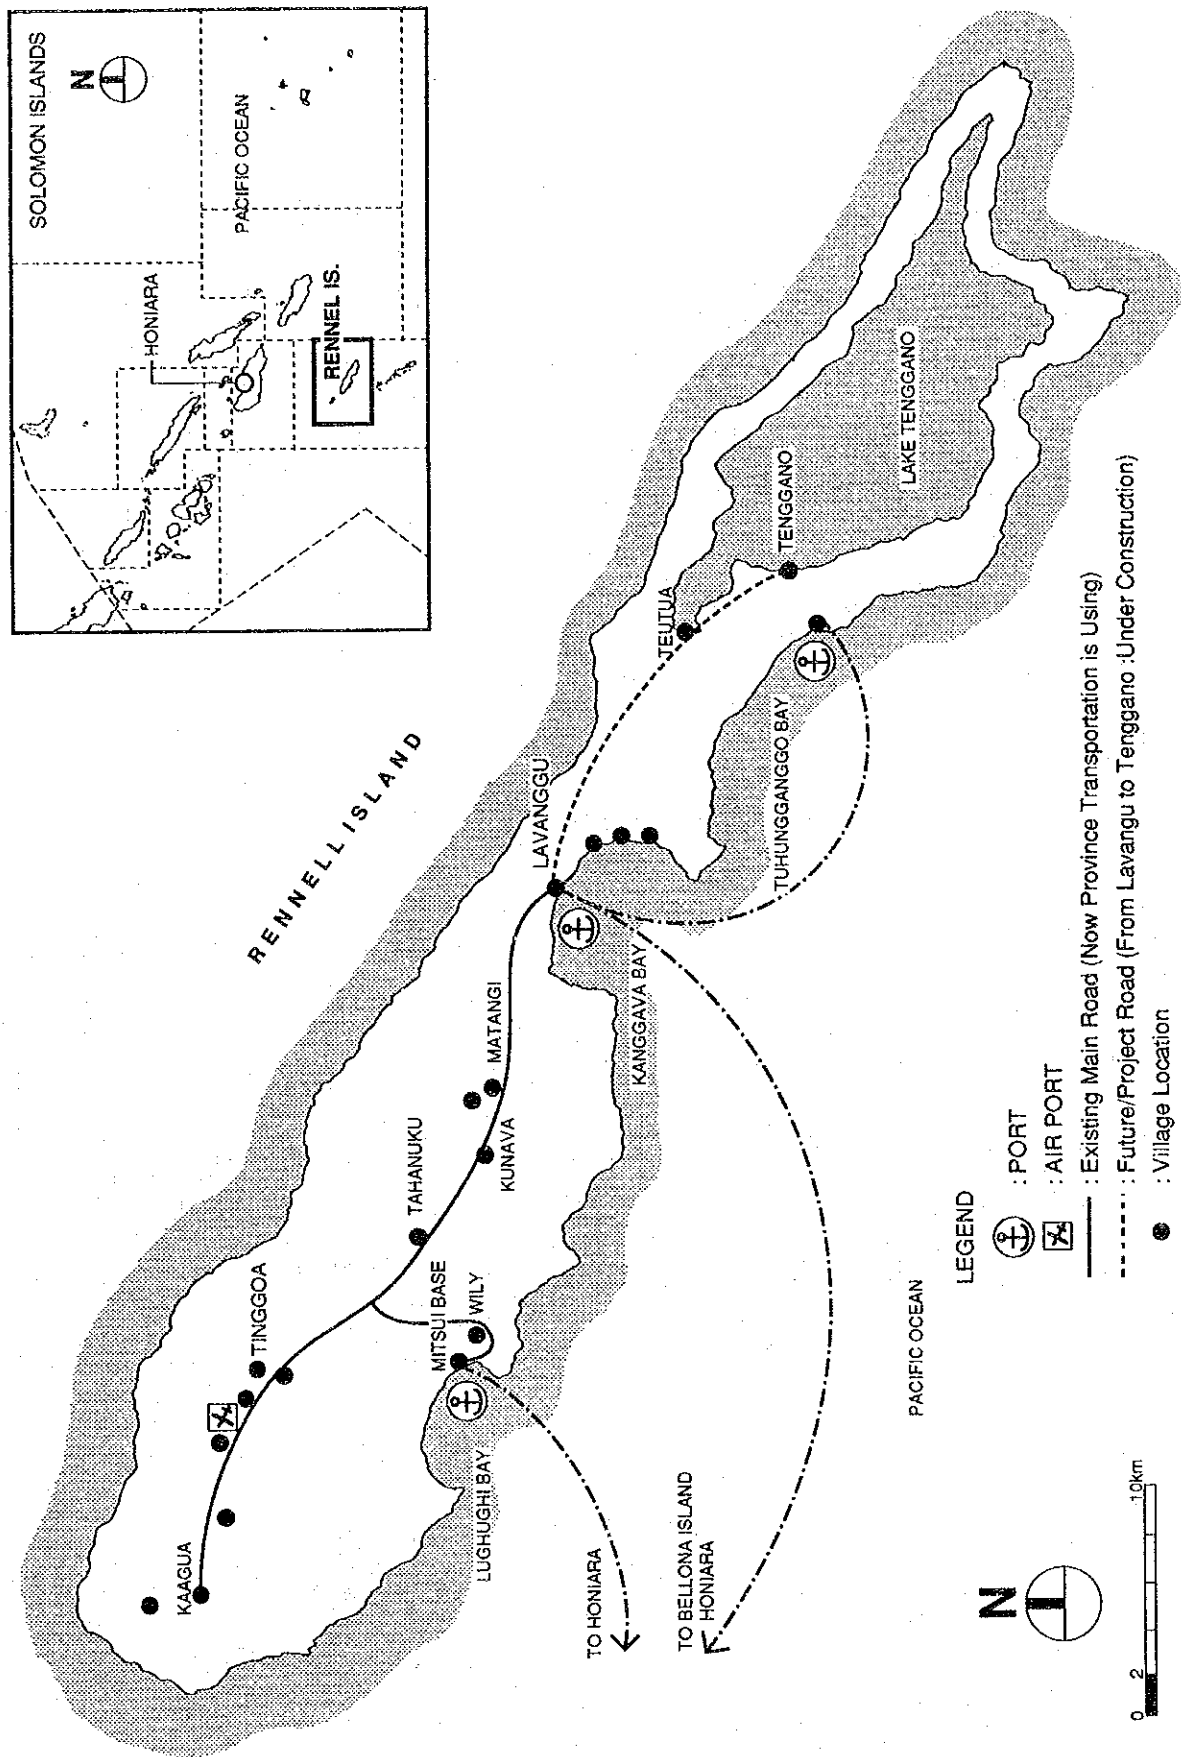 SOLOMON ISLANDS
N
PACIFIC OCEAN
HONIARA
RENNEL IS.
RENNELL ISLAND
KAAGUA
TINGGOA
TAHANUKU
MITSUI BASE
WILY
LUGHUGHI BAY
KUNAVA
MATANGI
LAVANGGU
KANGGAVA BAY
TUHUNGGANGGO BAY
JEUTUA
TENGGANO
LAKE TENGGANO
TO HONIARA
TO BELLONA ISLAND
HONIARA
PACIFIC OCEAN
N
0 2 10km
LEGEND
: PORT
: AIR PORT
: Existing Main Road (Now Province Transportation is Using)
: Future/Project Road (From Lavangu to Tenggano :Under Construction)
: Village Location